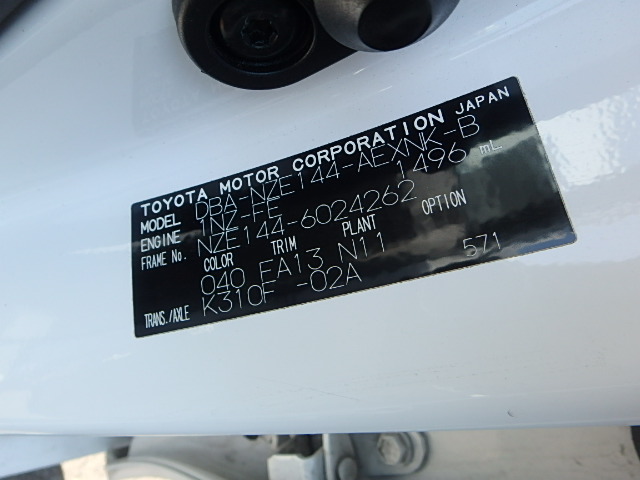 TOYOTA MOTOR CORPORATION JAPAN
MODEL DBA-NZE144-AEXNK-B
ENGINE 1NZ-FE 1496 mL
FRAME No. NZE144-6024262
COLOR TRIM PLANT OPTION
040 FA13 N11 571
TRANS./AXLE K310F -02A